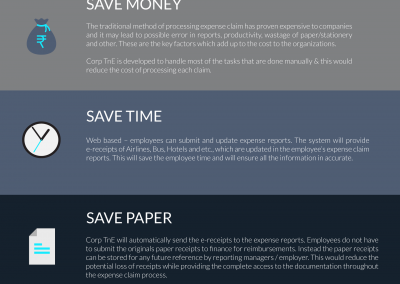 SAVE MONEY
The traditional method of processing expense claim has proven expensive to companies
and it may lead to possible error in reports, productivity, wastage of paper/stationery
and other. These are the key factors which add up to the cost to the organizations.
Corp TnE is developed to handle most of the tasks that are done manually & this would
reduce the cost of processing each claim.
₹
SAVE TIME
Web based – employees can submit and update expense reports. The system will provide
e-receipts of Airlines, Bus, Hotels and etc., which are updated in the employee's expense claim
reports. This will save the employee time and will ensure all the information in accurate.
SAVE PAPER
Corp TnE will automatically send the e-receipts to the expense reports. Employees do not have
to submit the originals paper receipts to finance for reimbursements. Instead the paper receipts
can be stored for any future reference by reporting managers / employer. This would reduce the
potential loss of receipts while providing the complete access to the documentation throughout
the expense claim process.